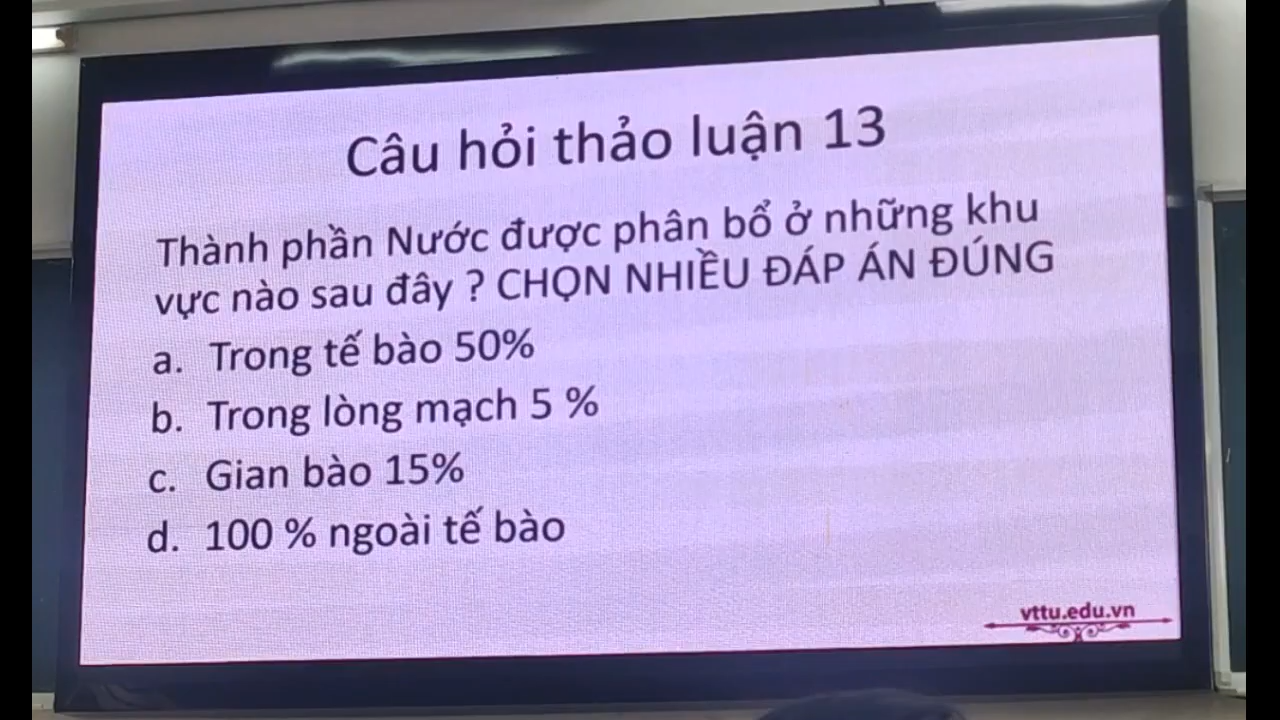 Câu hỏi thảo luận 13
Thành phần Nước được phân bổ ở những khu
vực nào sau đây ? CHỌN NHIỀU ĐÁP ÁN ĐÚNG
a. Trong tế bào 50%
b. Trong lòng mạch 5 %
c. Gian bào 15%
d. 100 % ngoài tế bào
vttu.edu.vn